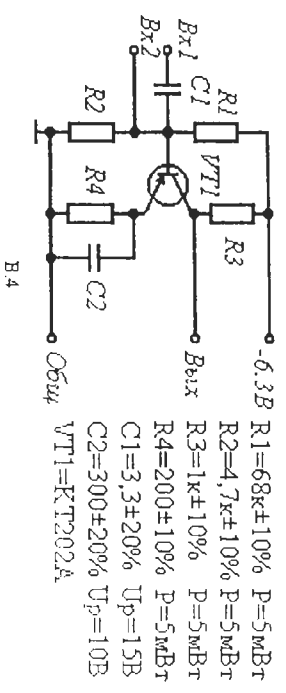 Вх1
Вх2
C1
R1
R2
VT1
R3
R4
C2
-6.3В
Вых
Общ
В.4
R1=68к±10% P=5мВт
R2=4,7к±10% P=5мВт
R3=1к±10% P=5мВт
R4=200±10% P=5мВт
C1=3,3±20% Uр=15В
C2=300±20% Uр=10В
VT1=КТ202А